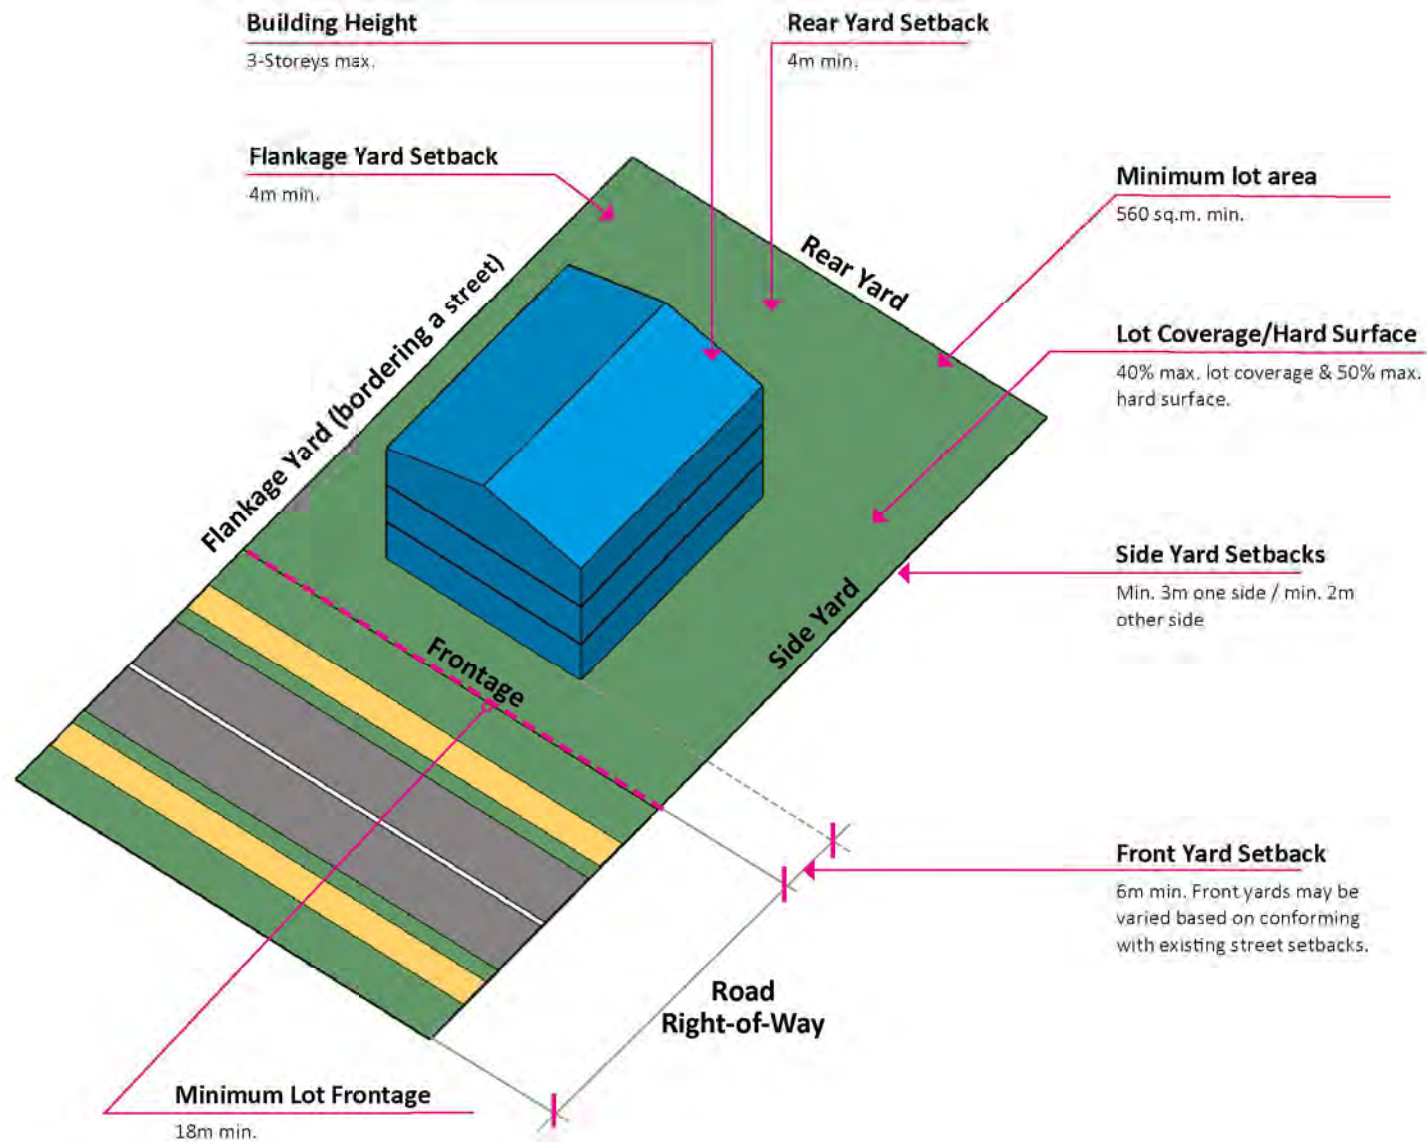 Building Height
3-Storeys max.
Rear Yard Setback
4m min.
Flankage Yard Setback
4m min.
Minimum lot area
560 sq.m. min.
Rear Yard
Lot Coverage/Hard Surface
40% max. lot coverage & 50% max.
hard surface.
Flankage Yard (bordering a street)
Side Yard Setbacks
Min. 3m one side / min. 2m
other side
Side Yard
Frontage
Front Yard Setback
6m min. Front yards may be
varied based on conforming
with existing street setbacks.
Road
Right-of-Way
Minimum Lot Frontage
18m min.